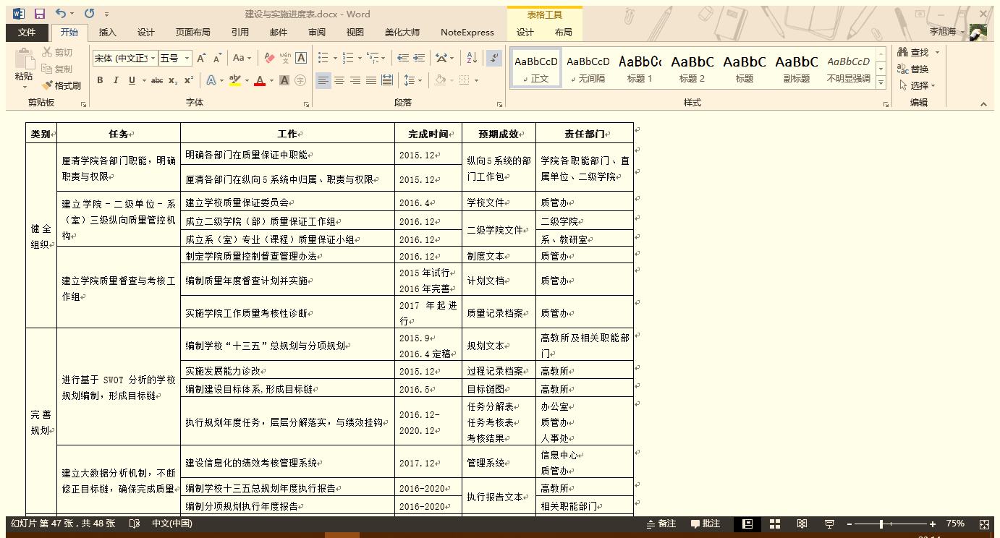 建设与实施进度表.docx - Word
表格工具
文件 开始 插入 设计 页面布局 引用 邮件 审阅 视图 美化大师 NoteExpress 设计 布局 李旭海
粘贴 剪切 复制 格式刷
宋体 (中文正文 五号
剪贴板 字体 段落 样式 编辑
AaBbCcD 正文
AaBbCcD 无间隔
AaBbC 标题 1
AaBbC 标题 2
AaBbC 标题
AaBbC 副标题
AaBbCcD 不明显强调
查找
替换
选择
类别 任务 工作 完成时间 预期成效 责任部门
健全
组织
厘清学院各部门职能，明确
职责与权限
明确各部门在质量保证中职能 2015.12
厘清各部门在纵向5系统中归属、职责与权限 2015.12
纵向5系统的部
门工作包
学院各职能部门、直
属单位、二级学院
建立学院-二级单位-系
（室）三级纵向质量管控机
构
建立学校质量保证委员会 2016.4 学校文件 质管办
成立二级学院（部）质量保证工作组 2016.12 二级学院文件 二级学院
成立系（室）专业（课程）质量保证小组 2016.12 系、教研室
建立学院质量督查与考核工
作组
制定学院质量控制督查管理办法 2016.12 制度文本 质管办
编制质量年度督查计划并实施
2015年试行
2016年完善
计划文档 质管办
实施学院工作质量考核性诊断
2017 年起进
行
质量记录档案 质管办
完善
规划
进行基于 SWOT 分析的学校
规划编制，形成目标链
编制学校“十三五”总规划与分项规划
2015.9
2016.4定稿
规划文本
高教所及相关职能部
门
实施发展能力诊改 2015.12 过程记录档案 高教所
编制建设目标体系,形成目标链 2016.5 目标链图 高教所
执行规划年度任务，层层分解落实，与绩效挂钩
2016.12-
2020.12
任务分解表
任务考核表
考核结果
办公室
质管办
人事处
建立大数据分析机制，不断
修正目标链，确保完成质量
建设信息化的绩效考核管理系统 2017.12 管理系统
信息中心
质管办
编制学校十三五总规划年度执行报告 2016-2020 执行报告文本 高教所
编制分项规划执行年度报告 2016-2020 相关职能部门
幻灯片 第 47 张，共 48 张 中文(中国) 备注 批注 75%